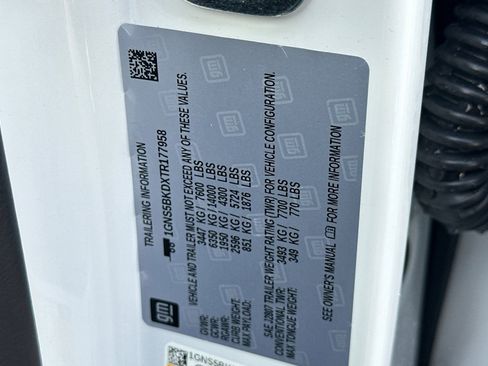 TRAILERING INFORMATION
1GNS5BKDXTR177958
VEHICLE AND TRAILER MUST NOT EXCEED ANY OF THESE VALUES.
GVWR: 3447 KG/ 7600 LBS
GCWR: 6350 KG/14000 LBS
RGAWR: 1950 KG/ 4300 LBS
CURB WEIGHT: 2596 KG/ 5724 LBS
MAX PAYLOAD: 851 KG/ 1876 LBS
SAE J2807 TRAILER WEIGHT RATING (TWR) FOR VEHICLE CONFIGURATION.
CONVENTIONAL TWR: 3493 KG/ 7700 LBS
MAX TONGUE WEIGHT: 349 KG/ 770 LBS
SEE OWNER'S MANUAL FOR MORE INFORMATION
gm